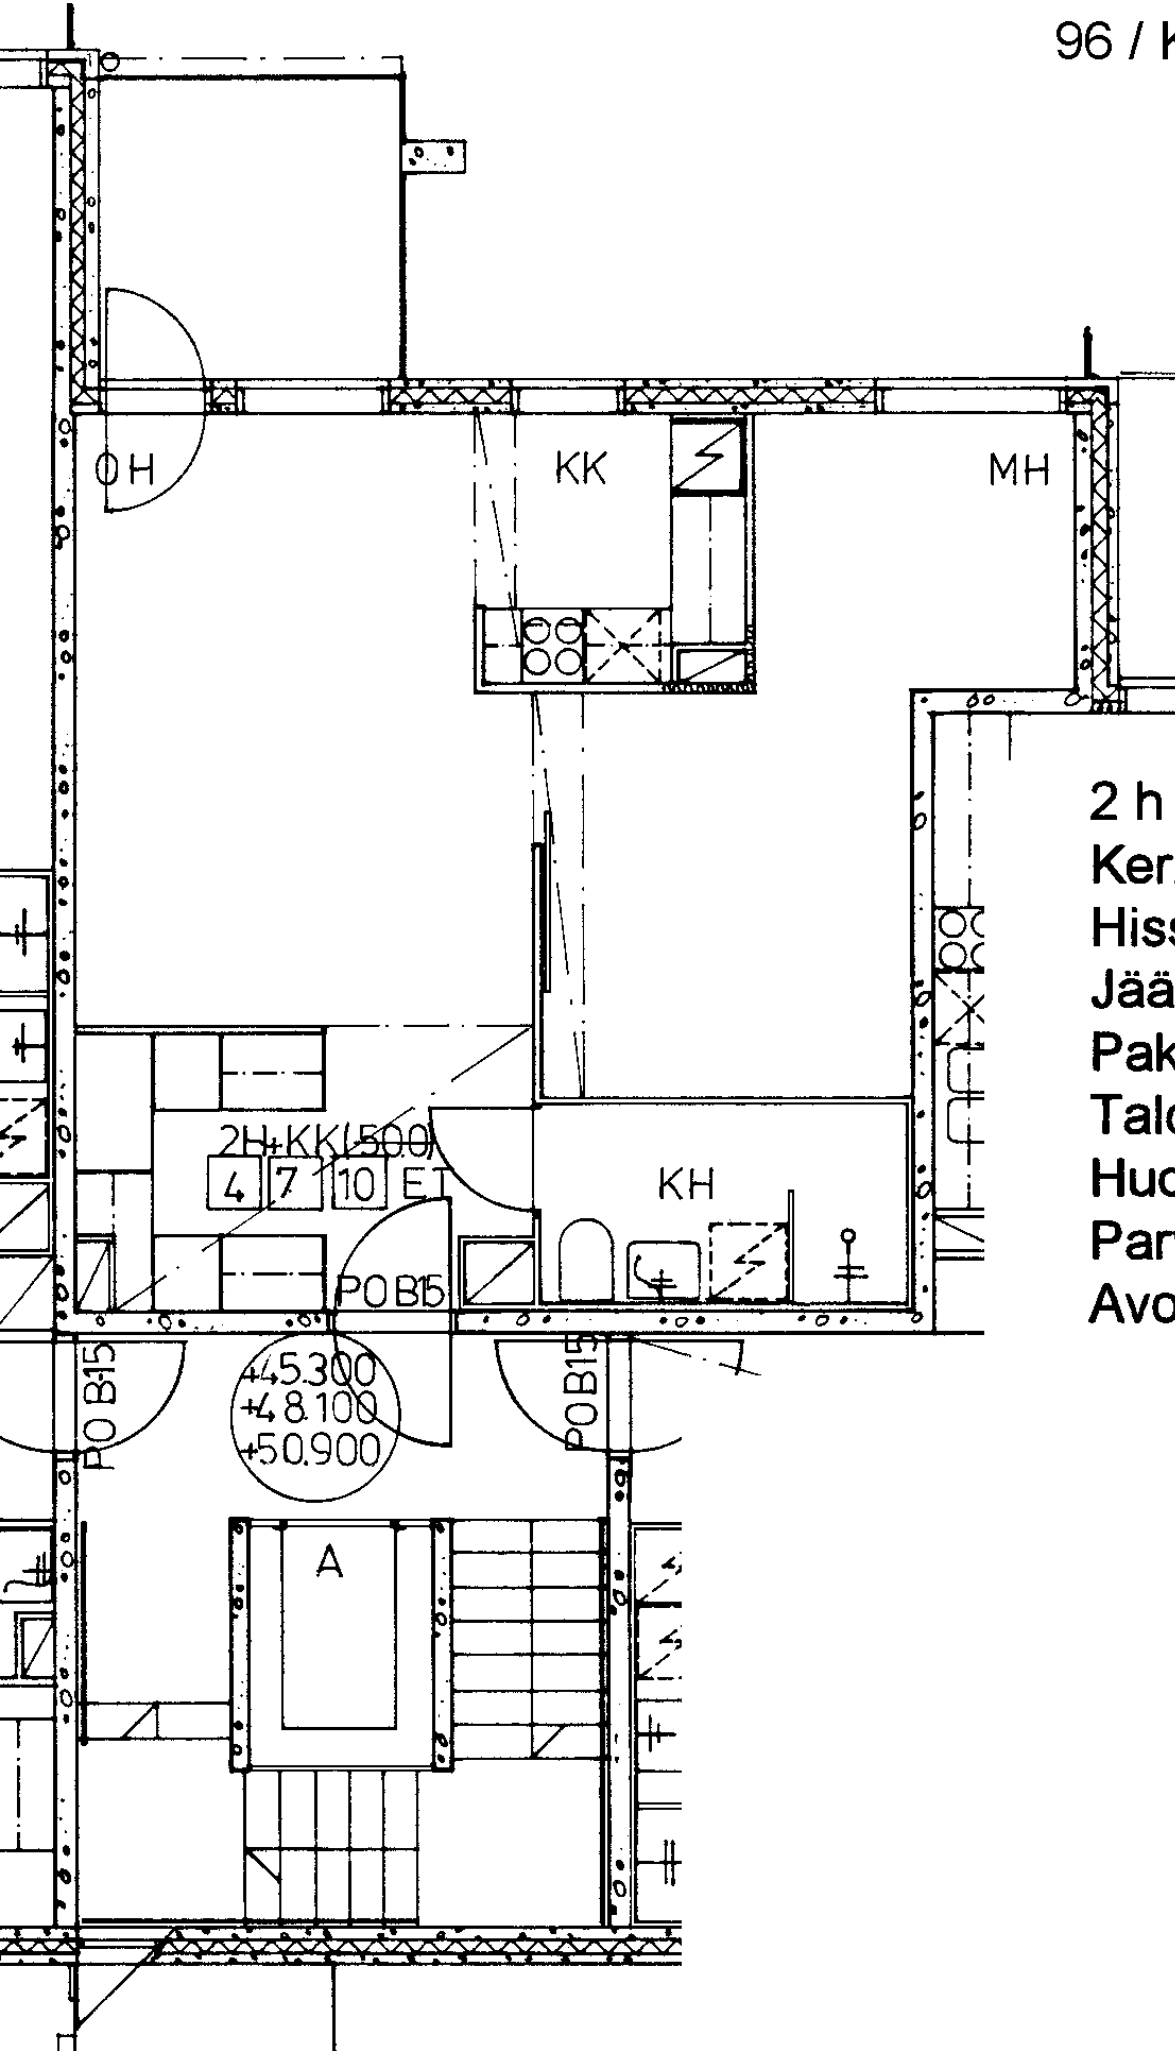 96 / K
OH
KK
MH
2 h
Ker.
Hiss
Jää
Pak
Talo
Huo
Par
Avo
2H+KK(50.0)
4 7 10 ET
KH
POB15
POB15
POB15
+45.300
+48.100
+50.900
A